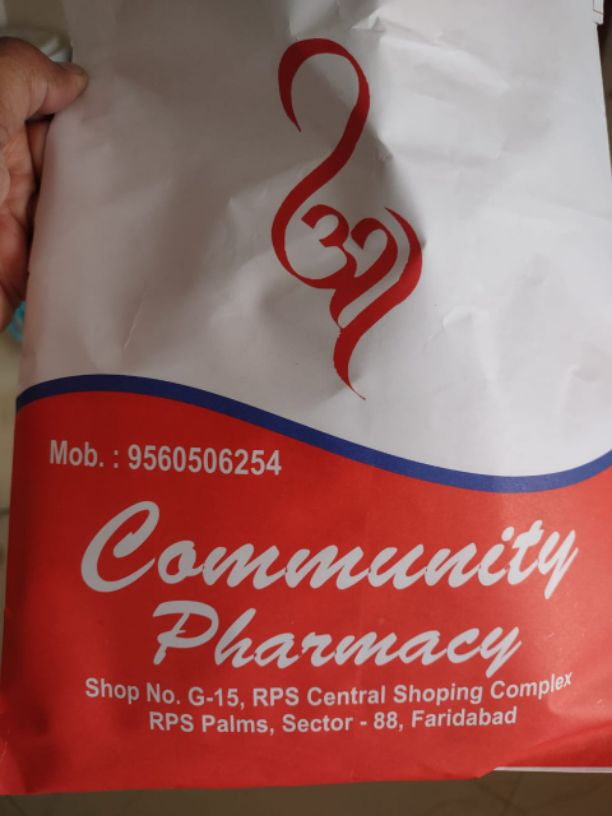 श्री
Mob. : 9560506254
Community
Pharmacy
Shop No. G-15, RPS Central Shoping Complex
RPS Palms, Sector - 88, Faridabad